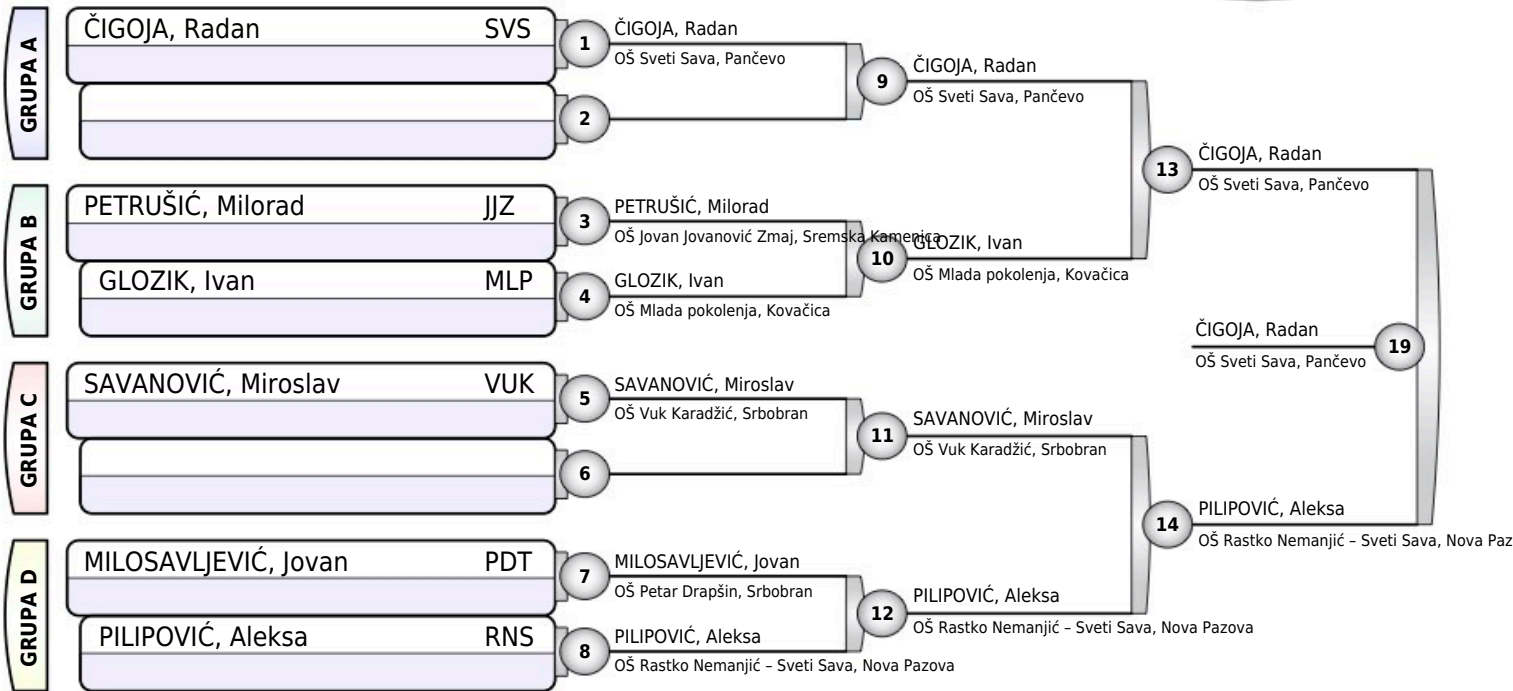 GRUPA A
ČIGOJA, Radan SVS
1
ČIGOJA, Radan
OŠ Sveti Sava, Pančevo
2
9
ČIGOJA, Radan
OŠ Sveti Sava, Pančevo
GRUPA B
PETRUŠIĆ, Milorad JJZ
3
PETRUŠIĆ, Milorad
OŠ Jovan Jovanović Zmaj, Sremska Kamenica
GLOZIK, Ivan MLP
4
GLOZIK, Ivan
OŠ Mlada pokolenja, Kovačica
10
GLOZIK, Ivan
OŠ Mlada pokolenja, Kovačica
13
ČIGOJA, Radan
OŠ Sveti Sava, Pančevo
GRUPA C
SAVANOVIĆ, Miroslav VUK
5
SAVANOVIĆ, Miroslav
OŠ Vuk Karadžić, Srbobran
6
11
SAVANOVIĆ, Miroslav
OŠ Vuk Karadžić, Srbobran
GRUPA D
MILOSAVLJEVIĆ, Jovan PDT
7
MILOSAVLJEVIĆ, Jovan
OŠ Petar Drapšin, Srbobran
PILIPOVIĆ, Aleksa RNS
8
PILIPOVIĆ, Aleksa
OŠ Rastko Nemanjić – Sveti Sava, Nova Pazova
12
PILIPOVIĆ, Aleksa
OŠ Rastko Nemanjić – Sveti Sava, Nova Pazova
14
PILIPOVIĆ, Aleksa
OŠ Rastko Nemanjić – Sveti Sava, Nova Paz
ČIGOJA, Radan
OŠ Sveti Sava, Pančevo
19